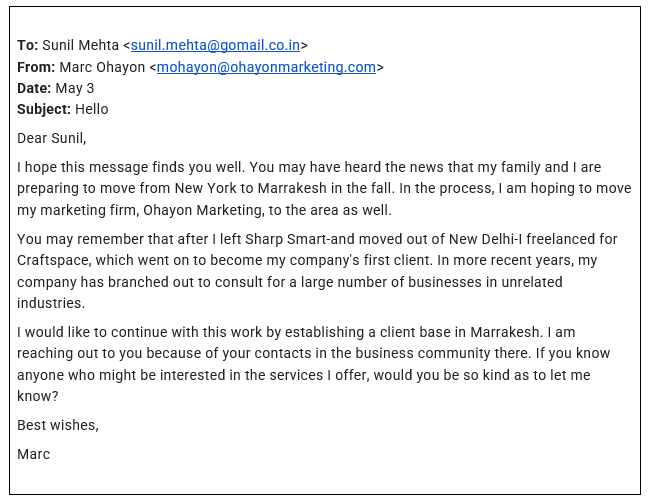 To: Sunil Mehta <sunil.mehta@gomail.co.in>
From: Marc Ohayon <mohayon@ohayonmarketing.com>
Date: May 3
Subject: Hello
Dear Sunil,
I hope this message finds you well. You may have heard the news that my family and I are
preparing to move from New York to Marrakesh in the fall. In the process, I am hoping to move
my marketing firm, Ohayon Marketing, to the area as well.
You may remember that after I left Sharp Smart-and moved out of New Delhi-I freelanced for
Craftspace, which went on to become my company's first client. In more recent years, my
company has branched out to consult for a large number of businesses in unrelated
industries.
I would like to continue with this work by establishing a client base in Marrakesh. I am
reaching out to you because of your contacts in the business community there. If you know
anyone who might be interested in the services I offer, would you be so kind as to let me
know?
Best wishes,
Marc